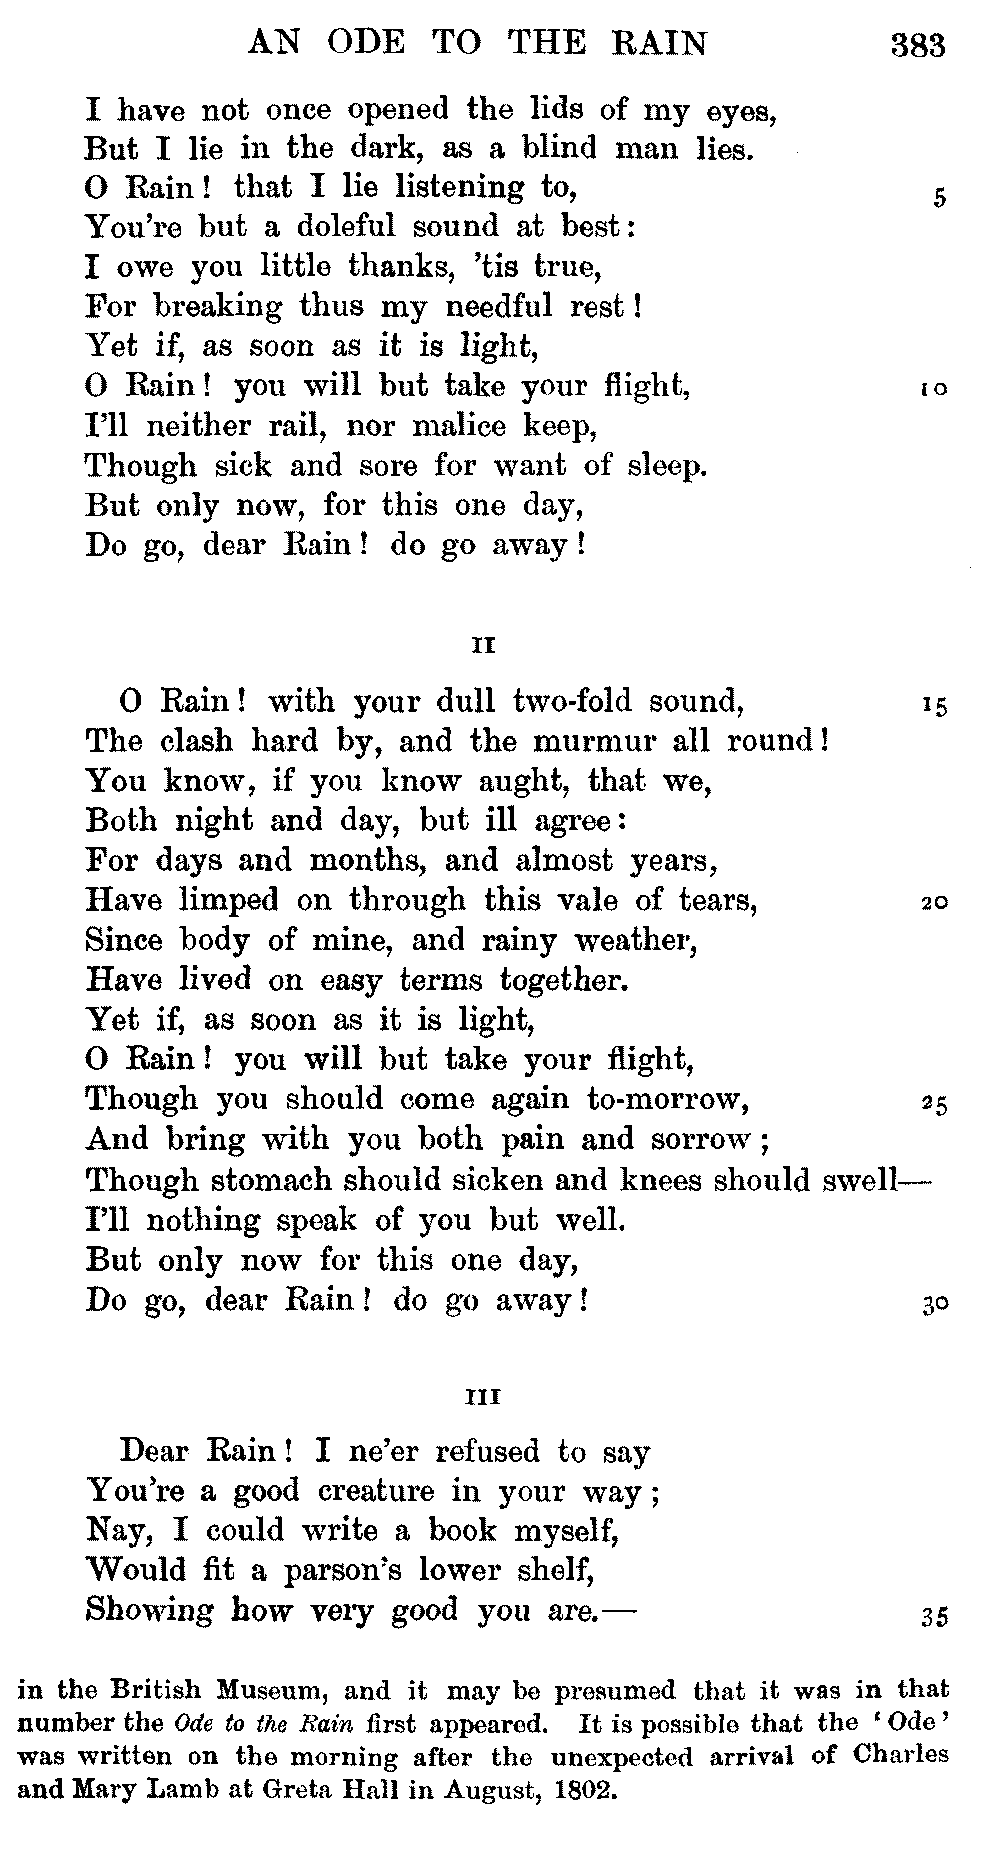 AN ODE TO THE RAIN 383
I have not once opened the lids of my eyes,
But I lie in the dark, as a blind man lies.
O Rain! that I lie listening to, 5
You're but a doleful sound at best:
I owe you little thanks, 'tis true,
For breaking thus my needful rest!
Yet if, as soon as it is light,
O Rain! you will but take your flight, 10
I'll neither rail, nor malice keep,
Though sick and sore for want of sleep.
But only now, for this one day,
Do go, dear Rain! do go away!
II
O Rain! with your dull two-fold sound, 15
The clash hard by, and the murmur all round!
You know, if you know aught, that we,
Both night and day, but ill agree:
For days and months, and almost years,
Have limped on through this vale of tears, 20
Since body of mine, and rainy weather,
Have lived on easy terms together.
Yet if, as soon as it is light,
O Rain! you will but take your flight,
Though you should come again to-morrow, 25
And bring with you both pain and sorrow;
Though stomach should sicken and knees should swell—
I'll nothing speak of you but well.
But only now for this one day,
Do go, dear Rain! do go away! 30
III
Dear Rain! I ne'er refused to say
You're a good creature in your way;
Nay, I could write a book myself,
Would fit a parson's lower shelf,
Showing how very good you are.— 35
in the British Museum, and it may be presumed that it was in that
number the Ode to the Rain first appeared. It is possible that the 'Ode'
was written on the morning after the unexpected arrival of Charles
and Mary Lamb at Greta Hall in August, 1802.